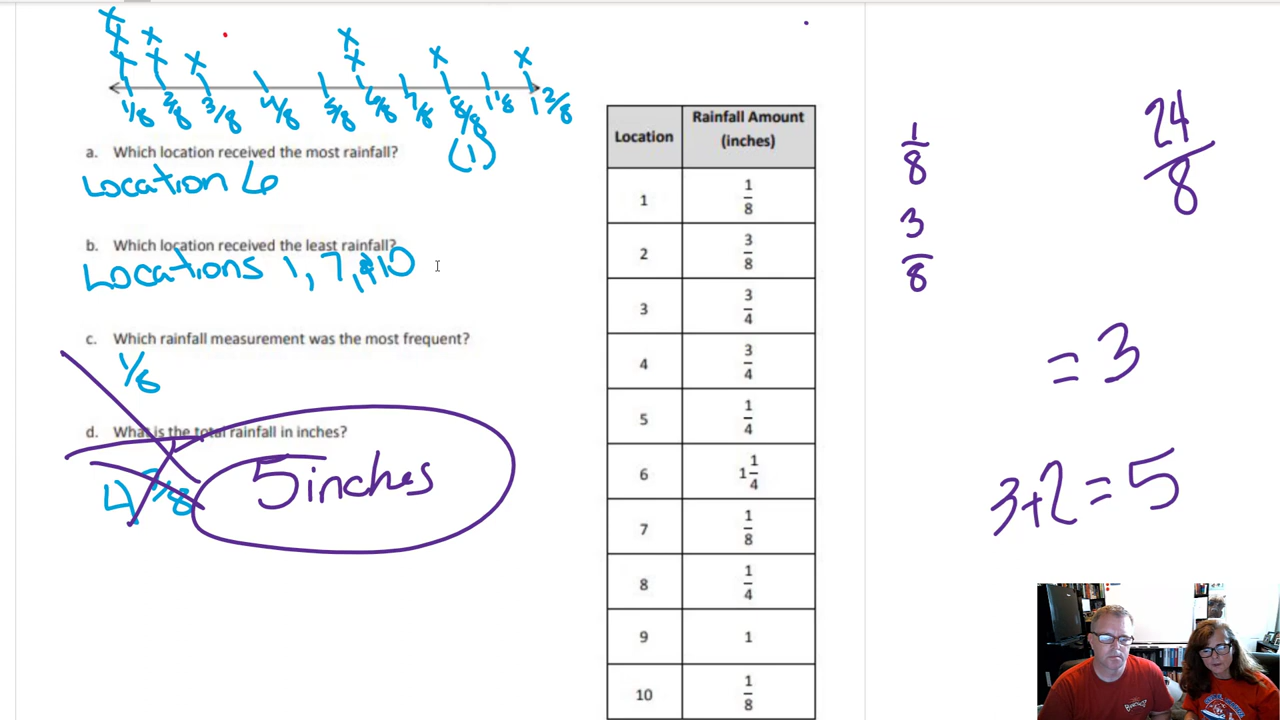 X
X X X
X X X X X X
1/8 2/8 3/8 4/8 5/8 6/8 7/8 8/8 1 1/8 1 2/8
(1)
a. Which location received the most rainfall?
Location 6
b. Which location received the least rainfall?
Locations 1, 7, & 10
c. Which rainfall measurement was the most frequent?
1/8
d. What is the total rainfall in inches?
5 inches
Location Rainfall Amount (inches)
1 1/8
2 3/8
3 3/4
4 3/4
5 1/4
6 1 1/4
7 1/8
8 1/4
9 1
10 1/8
1/8
3/8
24/8
= 3
3+2=5